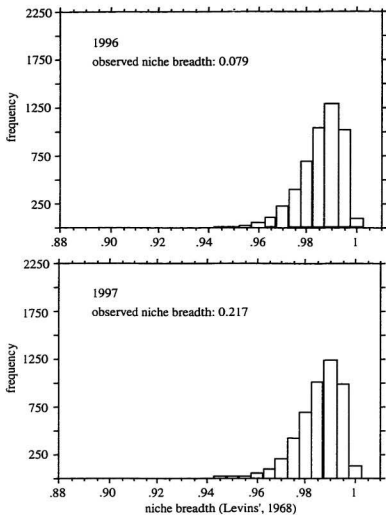 2250
1996
observed niche breadth: 0.079
frequency
1250
750
250
.88 .90 .92 .94 .96 .98 1
2250
1997
observed niche breadth: 0.217
frequency
1250
750
250
.88 .90 .92 .94 .96 .98 1
niche breadth (Levins', 1968)